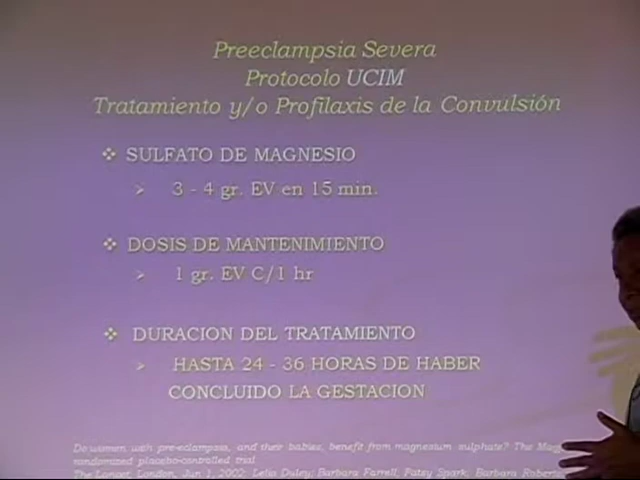 Preeclampsia Severa
Protocolo UCIM
Tratamiento y/o Profilaxis de la Convulsión
❖ SULFATO DE MAGNESIO
➢ 3 - 4 gr. EV en 15 min.
❖ DOSIS DE MANTENIMIENTO
➢ 1 gr. EV C/1 hr
❖ DURACION DEL TRATAMIENTO
➢ HASTA 24 - 36 HORAS DE HABER
CONCLUIDO LA GESTACION
Do women with pre-eclampsia, and their babies, benefit from magnesium sulphate? The
randomized placebo-controlled trial
London, Jun 1, 2002; Lelia Duley; Barbara Farrell; Patsy Spark; Barbara